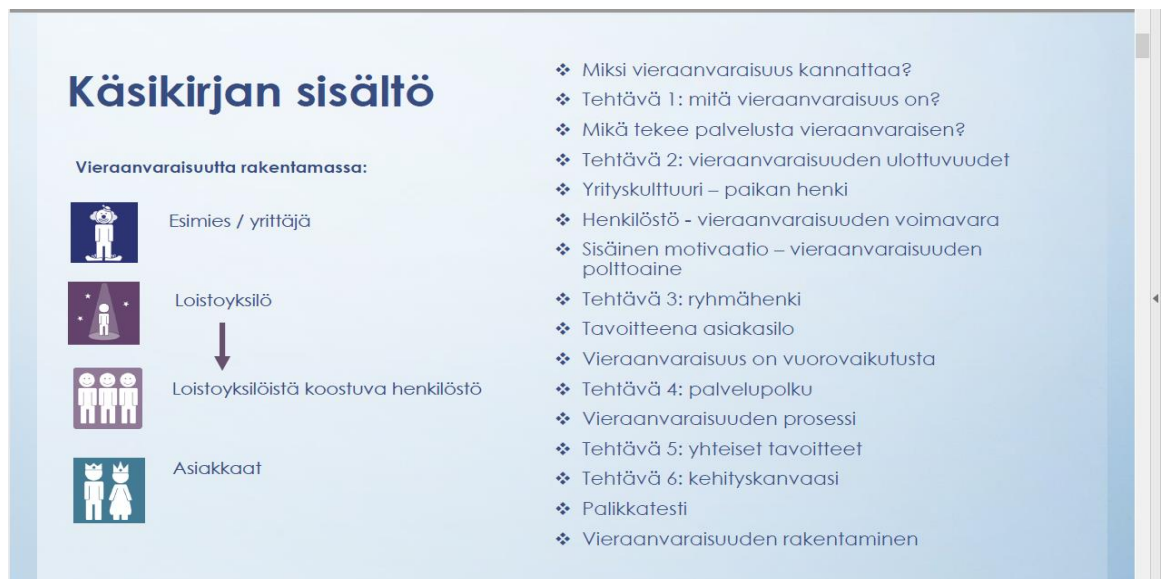 Käsikirjan sisältö
Vieraanvaraisuutta rakentamassa:
Esimies / yrittäjä
Loistoyksilö
Loistoyksilöistä koostuva henkilöstö
Asiakkaat
❖ Miksi vieraanvaraisuus kannattaa?
❖ Tehtävä 1: mitä vieraanvaraisuus on?
❖ Mikä tekee palvelusta vieraanvaraisen?
❖ Tehtävä 2: vieraanvaraisuuden ulottuvuudet
❖ Yrityskulttuuri – paikan henki
❖ Henkilöstö - vieraanvaraisuuden voimavara
❖ Sisäinen motivaatio – vieraanvaraisuuden
polttoaine
❖ Tehtävä 3: ryhmähenki
❖ Tavoitteena asiakasilo
❖ Vieraanvaraisuus on vuorovaikutusta
❖ Tehtävä 4: palvelupolku
❖ Vieraanvaraisuuden prosessi
❖ Tehtävä 5: yhteiset tavoitteet
❖ Tehtävä 6: kehityskanvaasi
❖ Palikkatesti
❖ Vieraanvaraisuuden rakentaminen